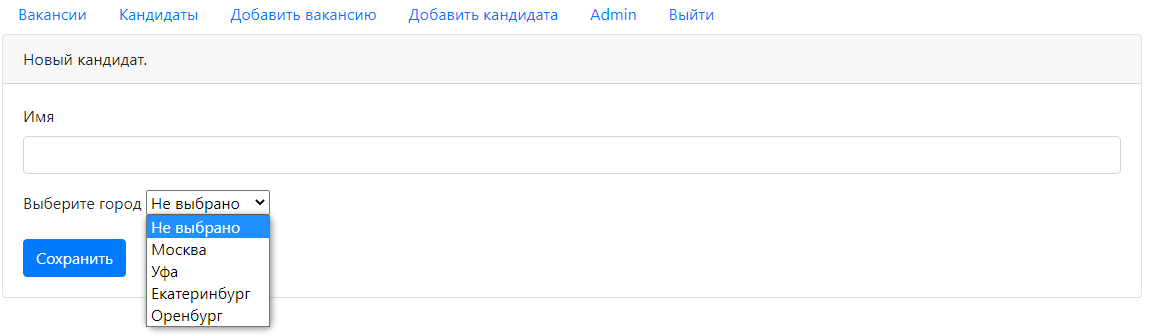 Вакансии Кандидаты Добавить вакансию Добавить кандидата Admin Выйти
Новый кандидат.
Имя
Выберите город Не выбрано
Не выбрано
Москва
Уфа
Екатеринбург
Оренбург
Сохранить